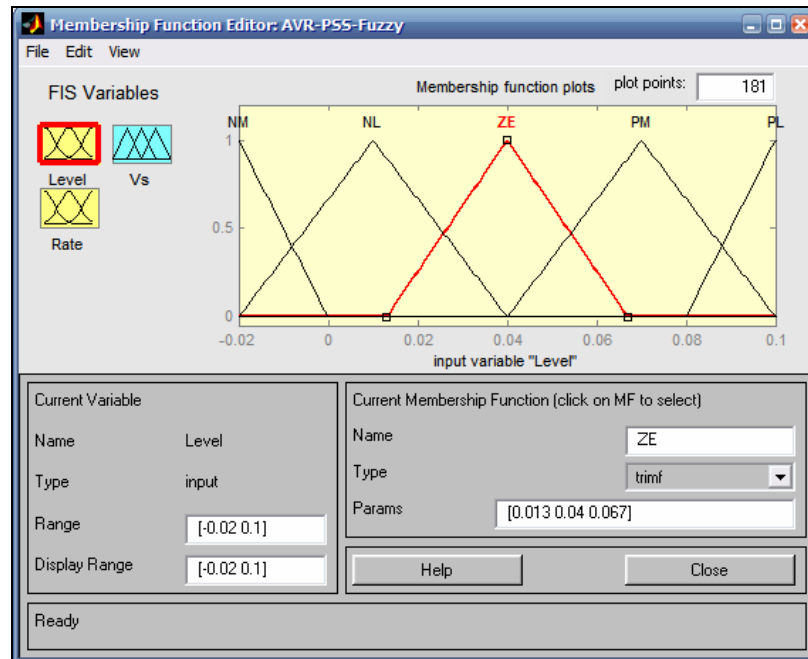 Membership Function Editor: AVR-PSS-Fuzzy
File Edit View
FIS Variables
Membership function plots plot points: 181
Level Vs
Rate
NM NL ZE PM PL
1
0.5
0
-0.02 0 0.02 0.04 0.06 0.08 0.1
input variable "Level"
Current Variable
Name Level
Type input
Range [-0.02 0.1]
Display Range [-0.02 0.1]
Current Membership Function (click on MF to select)
Name ZE
Type trimf
Params [0.013 0.04 0.067]
Help Close
Ready